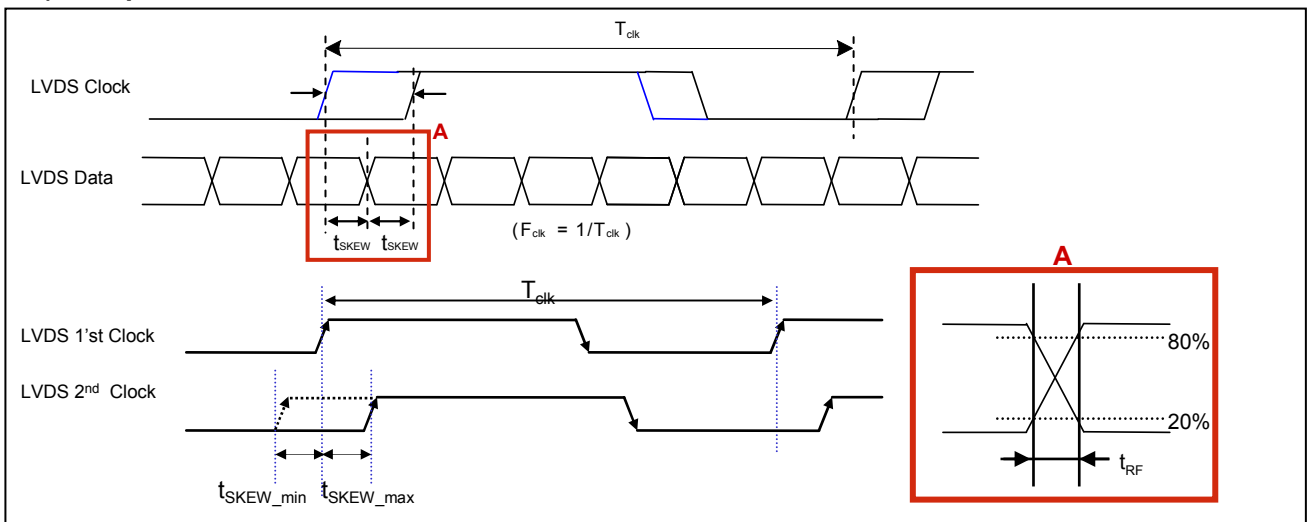 T clk
LVDS Clock
A
LVDS Data
tSKEW tSKEW
(Fclk = 1/Tclk )
A
Tclk
LVDS 1'st Clock
80%
LVDS 2nd Clock
20%
tRF
tSKEW_min tSKEW_max